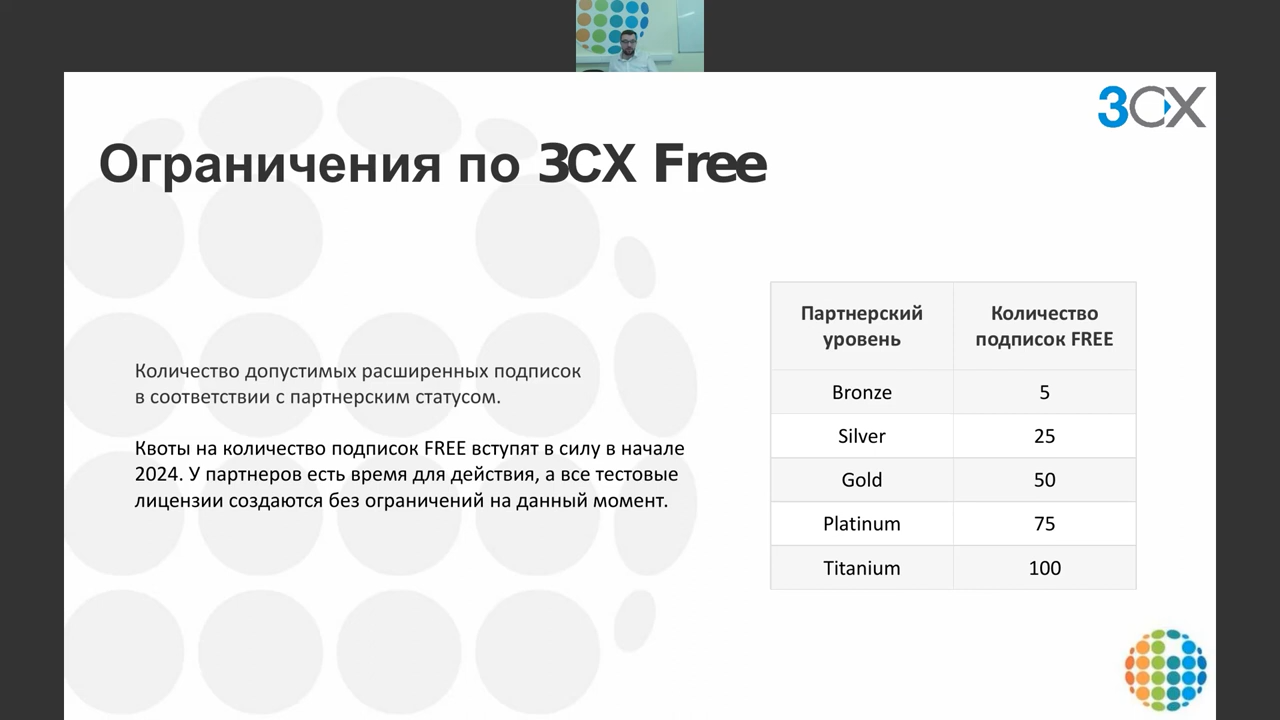 3CX
Ограничения по 3CX Free
Количество допустимых расширенных подписок
в соответствии с партнерским статусом.
Квоты на количество подписок FREE вступят в силу в начале
2024. У партнеров есть время для действия, а все тестовые
лицензии создаются без ограничений на данный момент.
Партнерский уровень
Количество подписок FREE
Bronze 5
Silver 25
Gold 50
Platinum 75
Titanium 100